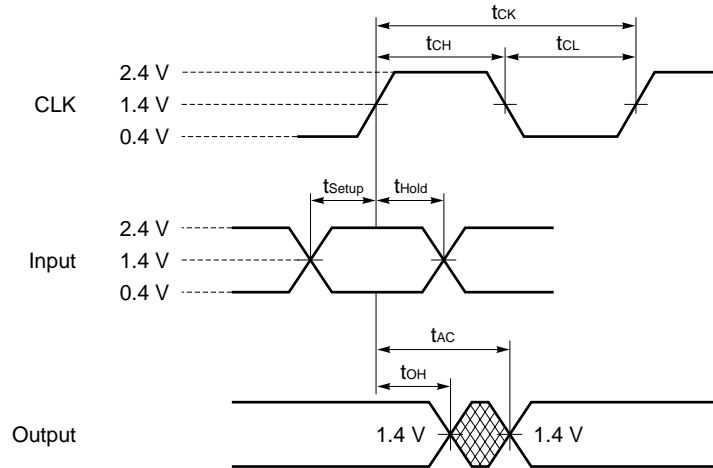 tCK
tCH tCL
2.4 V
CLK 1.4 V
0.4 V
tSetup tHold
2.4 V
Input 1.4 V
0.4 V
tAC
tOH
Output 1.4 V 1.4 V